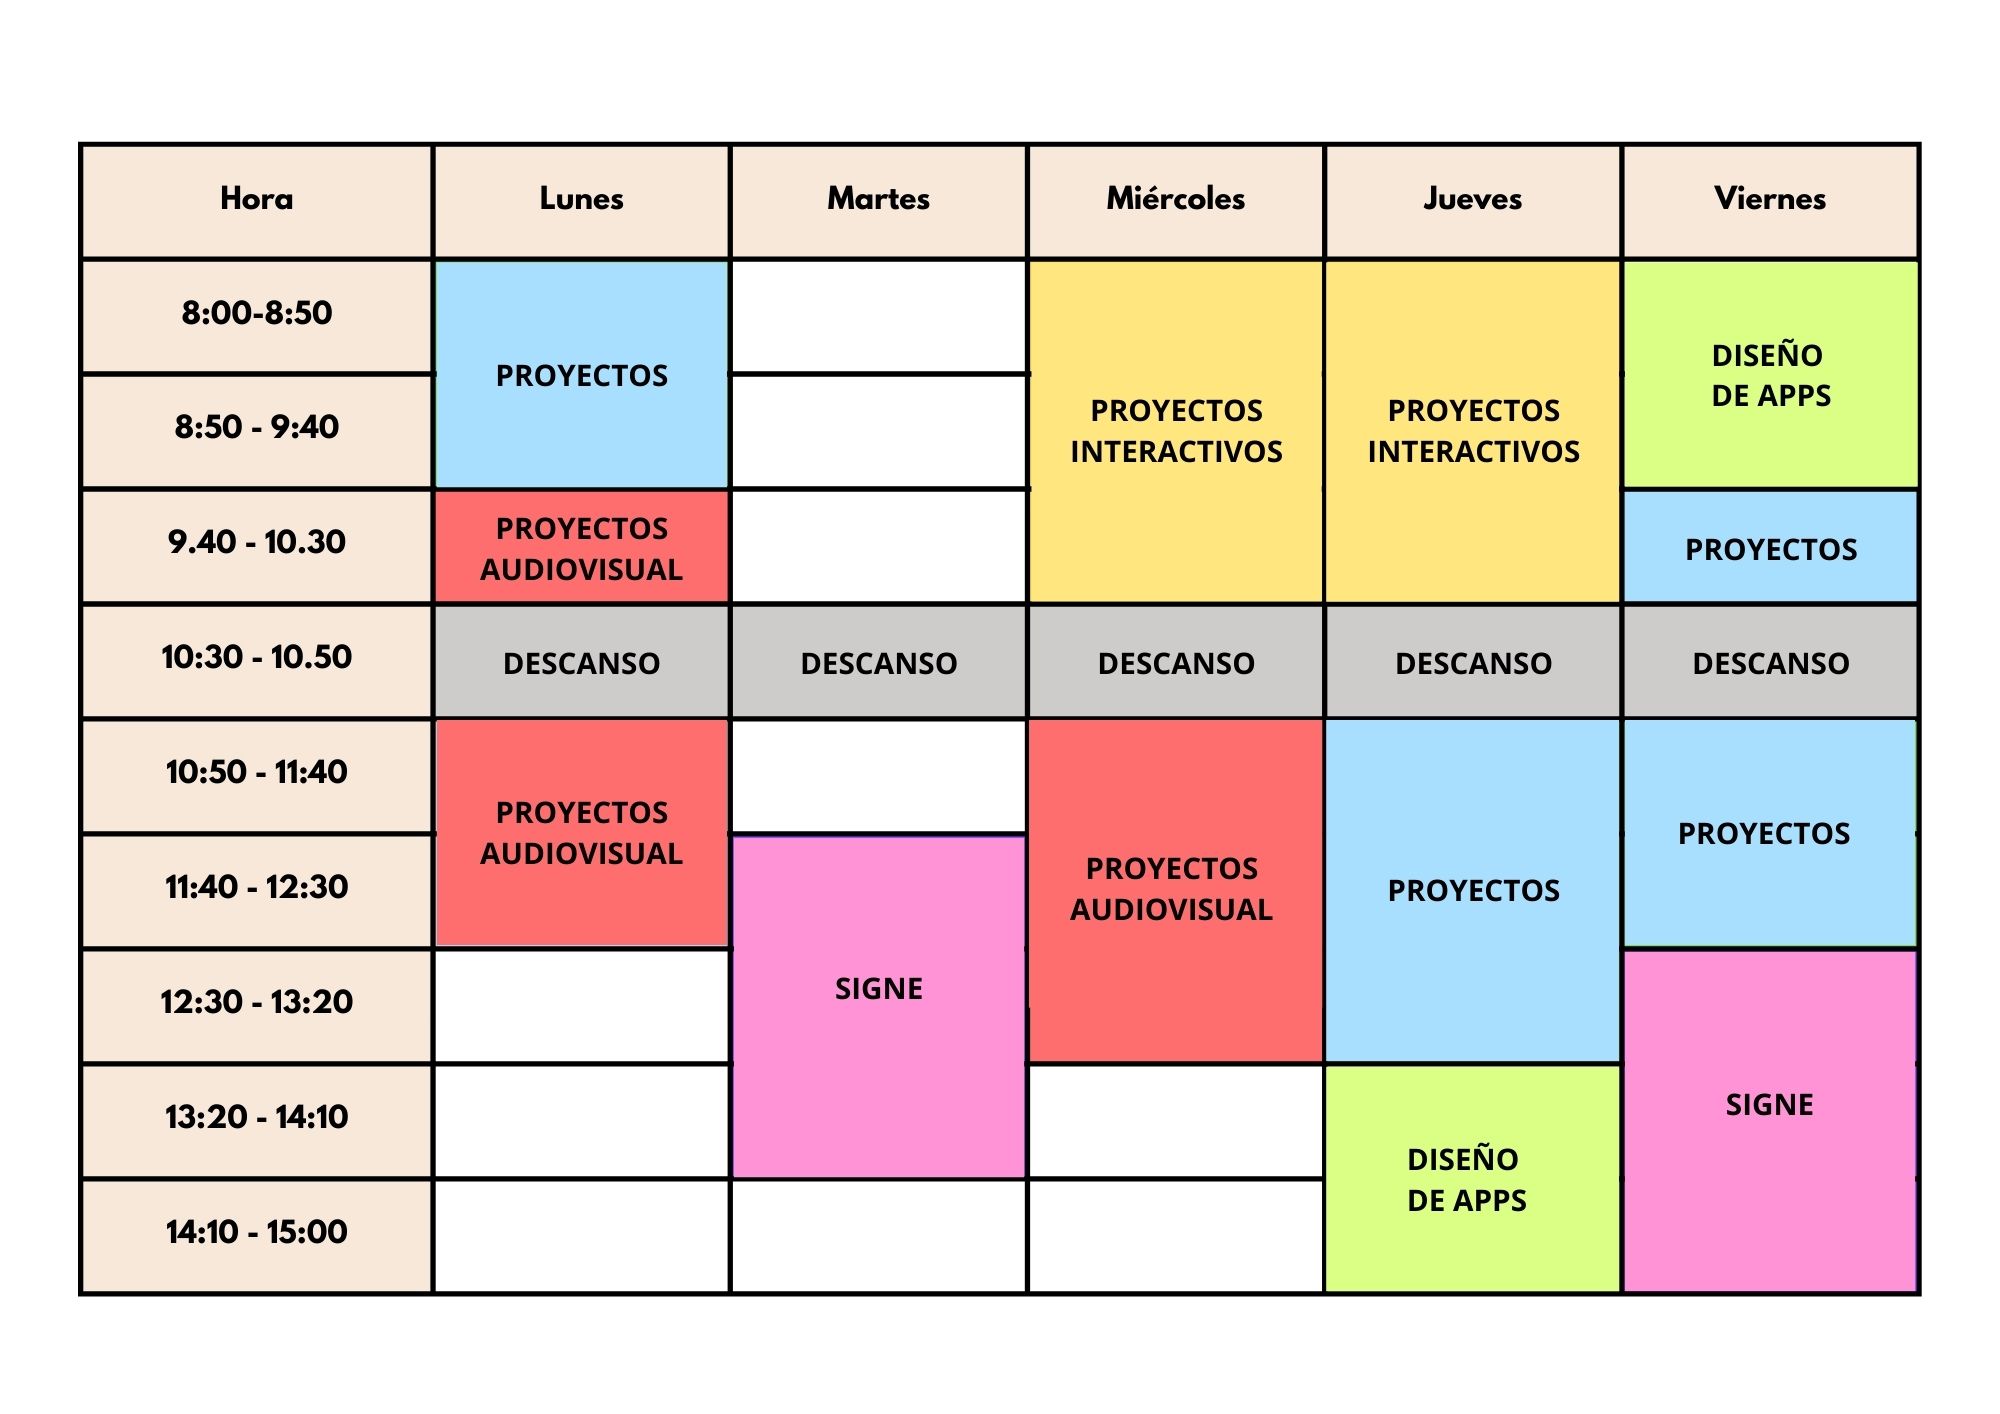 Hora Lunes Martes Miércoles Jueves Viernes
8:00-8:50
8:50 - 9:40
PROYECTOS
PROYECTOS
INTERACTIVOS
PROYECTOS
INTERACTIVOS
DISEÑO
DE APPS
9.40 - 10.30
PROYECTOS
AUDIOVISUAL
PROYECTOS
10:30 - 10.50
DESCANSO DESCANSO DESCANSO DESCANSO DESCANSO
10:50 - 11:40
11:40 - 12:30
PROYECTOS
AUDIOVISUAL
SIGNE
PROYECTOS
AUDIOVISUAL
PROYECTOS
PROYECTOS
12:30 - 13:20
13:20 - 14:10
14:10 - 15:00
DISEÑO
DE APPS
SIGNE